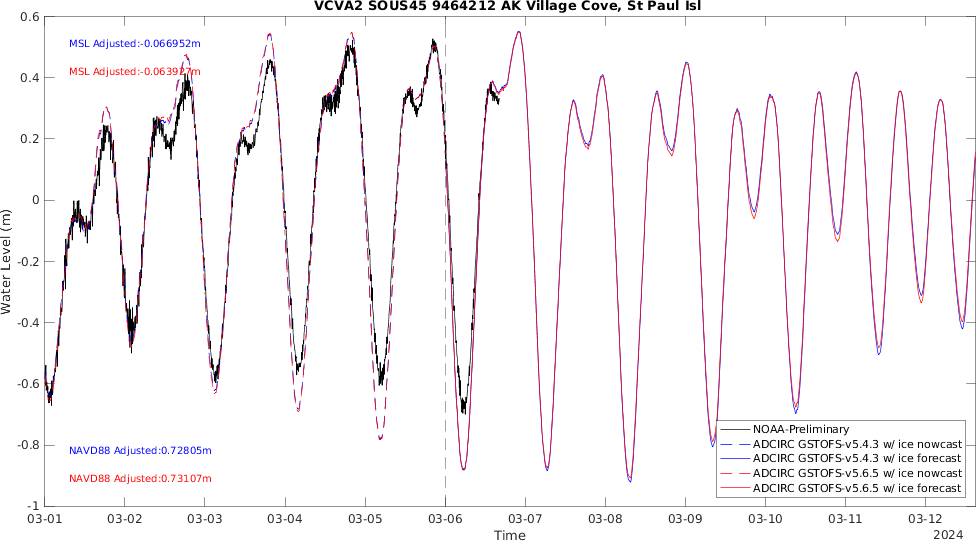 VCVA2 SOUS45 9464212 AK Village Cove, St Paul Isl
0.6
MSL Adjusted:-0.066952m
MSL Adjusted:-0.063927m
0.4
0.2
0
-0.2
-0.4
-0.6
-0.8
-1
Water Level (m)
NAVD88 Adjusted:0.72805m
NAVD88 Adjusted:0.73107m
NOAA-Preliminary
ADCIRC GSTOFS-v5.4.3 w/ ice nowcast
ADCIRC GSTOFS-v5.4.3 w/ ice forecast
ADCIRC GSTOFS-v5.6.5 w/ ice nowcast
ADCIRC GSTOFS-v5.6.5 w/ ice forecast
03-01 03-02 03-03 03-04 03-05 03-06 03-07 03-08 03-09 03-10 03-11 03-12
Time
2024